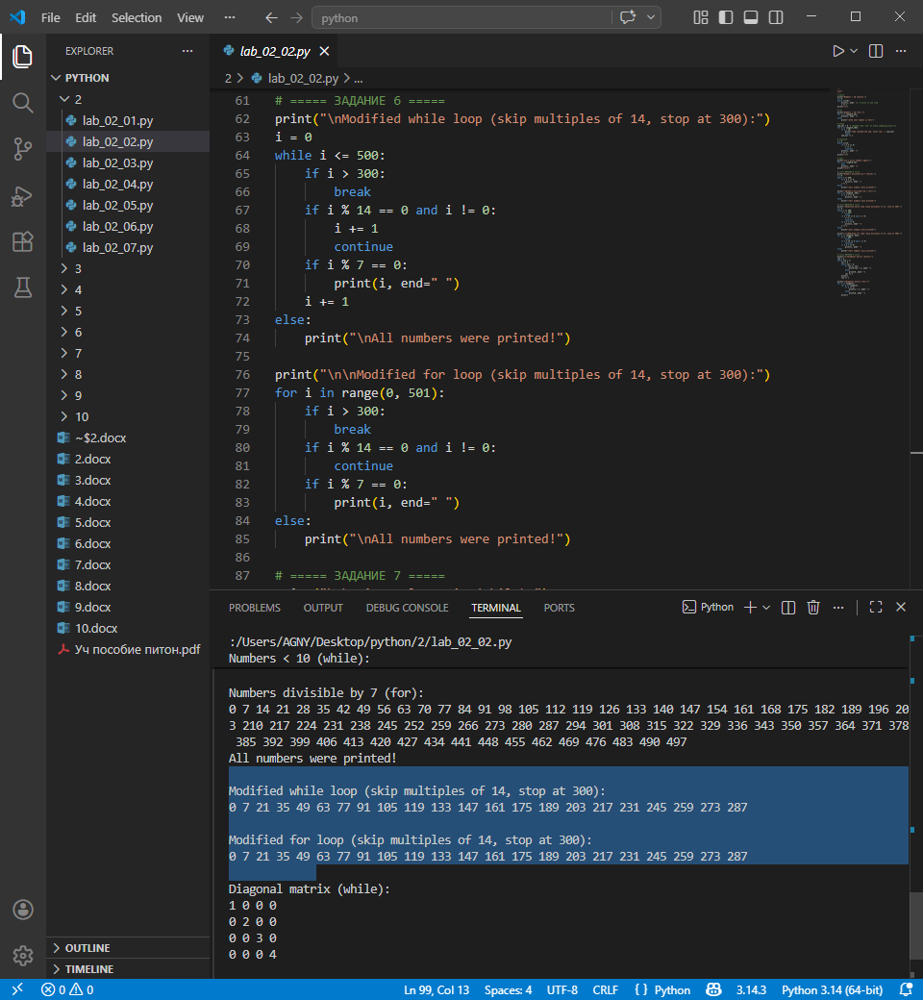 File Edit Selection View ··· python
EXPLORER ···
PYTHON
2
lab_02_01.py
lab_02_02.py
lab_02_03.py
lab_02_04.py
lab_02_05.py
lab_02_06.py
lab_02_07.py
3
4
5
6
7
8
9
10
~$2.docx
2.docx
3.docx
4.docx
5.docx
6.docx
7.docx
8.docx
9.docx
10.docx
Уч пособие питон.pdf
OUTLINE
TIMELINE
lab_02_02.py
2 > lab_02_02.py > ...
61 # ===== ЗАДАНИЕ 6 =====
62 print("\nModified while loop (skip multiples of 14, stop at 300):")
63 i = 0
64 while i <= 500:
65     if i > 300:
66         break
67     if i % 14 == 0 and i != 0:
68         i += 1
69         continue
70     if i % 7 == 0:
71         print(i, end=" ")
72     i += 1
73 else:
74     print("\nAll numbers were printed!")
75
76 print("\n\nModified for loop (skip multiples of 14, stop at 300):")
77 for i in range(0, 501):
78     if i > 300:
79         break
80     if i % 14 == 0 and i != 0:
81         continue
82     if i % 7 == 0:
83         print(i, end=" ")
84 else:
85     print("\nAll numbers were printed!")
86
87 # ===== ЗАДАНИЕ 7 =====
PROBLEMS OUTPUT DEBUG CONSOLE TERMINAL PORTS Python
:/Users/AGNY/Desktop/python/2/lab_02_02.py
Numbers < 10 (while):
Numbers divisible by 7 (for):
0 7 14 21 28 35 42 49 56 63 70 77 84 91 98 105 112 119 126 133 140 147 154 161 168 175 182 189 196 20
3 210 217 224 231 238 245 252 259 266 273 280 287 294 301 308 315 322 329 336 343 350 357 364 371 378
385 392 399 406 413 420 427 434 441 448 455 462 469 476 483 490 497
All numbers were printed!
Modified while loop (skip multiples of 14, stop at 300):
0 7 21 35 49 63 77 91 105 119 133 147 161 175 189 203 217 231 245 259 273 287
Modified for loop (skip multiples of 14, stop at 300):
0 7 21 35 49 63 77 91 105 119 133 147 161 175 189 203 217 231 245 259 273 287
Diagonal matrix (while):
1 0 0 0
0 2 0 0
0 0 3 0
0 0 0 4
0 0 Ln 99, Col 13 Spaces: 4 UTF-8 CRLF { } Python 3.14.3 Python 3.14 (64-bit)